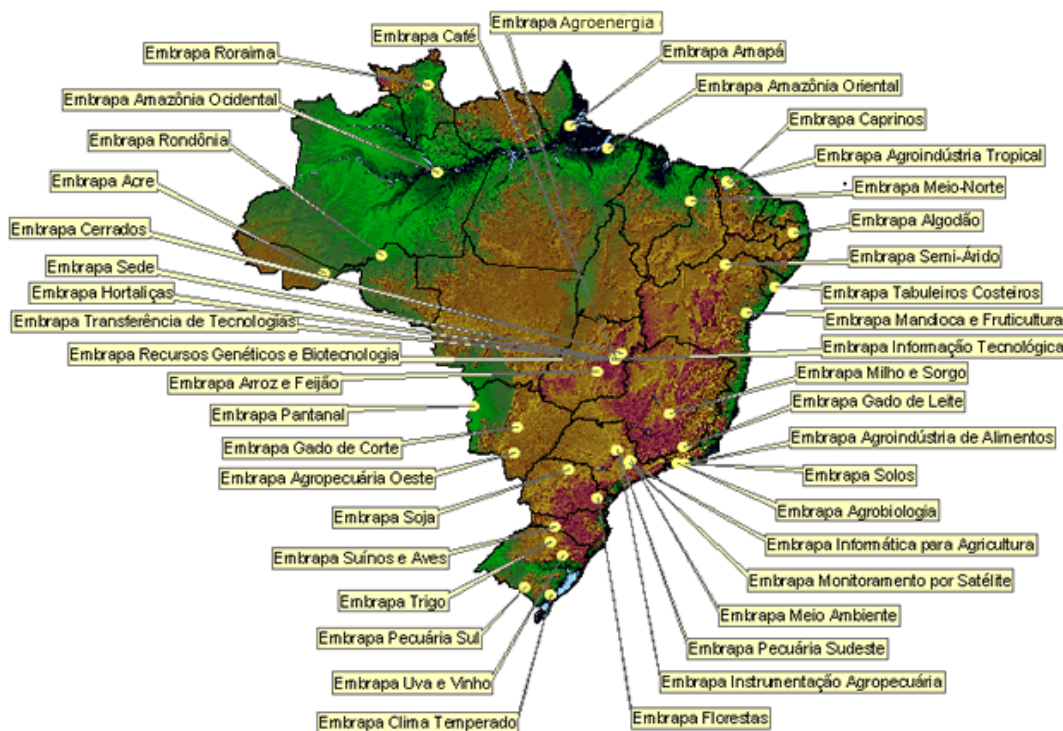 Embrapa Agroenergia
Embrapa Café
Embrapa Roraima
Embrapa Amapá
Embrapa Amazônia Ocidental
Embrapa Amazônia Oriental
Embrapa Rondônia
Embrapa Caprinos
Embrapa Acre
Embrapa Agroindústria Tropical
Embrapa Meio-Norte
Embrapa Cerrados
Embrapa Algodão
Embrapa Sede
Embrapa Semi-Árido
Embrapa Hortaliças
Embrapa Tabuleiros Costeiros
Embrapa Transferência de Tecnologias
Embrapa Mandioca e Fruticultura
Embrapa Recursos Genéticos e Biotecnologia
Embrapa Informação Tecnológica
Embrapa Arroz e Feijão
Embrapa Milho e Sorgo
Embrapa Pantanal
Embrapa Gado de Leite
Embrapa Gado de Corte
Embrapa Agroindústria de Alimentos
Embrapa Agropecuária Oeste
Embrapa Solos
Embrapa Soja
Embrapa Agrobiologia
Embrapa Suínos e Aves
Embrapa Informática para Agricultura
Embrapa Trigo
Embrapa Monitoramento por Satélite
Embrapa Pecuária Sul
Embrapa Meio Ambiente
Embrapa Uva e Vinho
Embrapa Pecuária Sudeste
Embrapa Clima Temperado
Embrapa Instrumentação Agropecuária
Embrapa Florestas